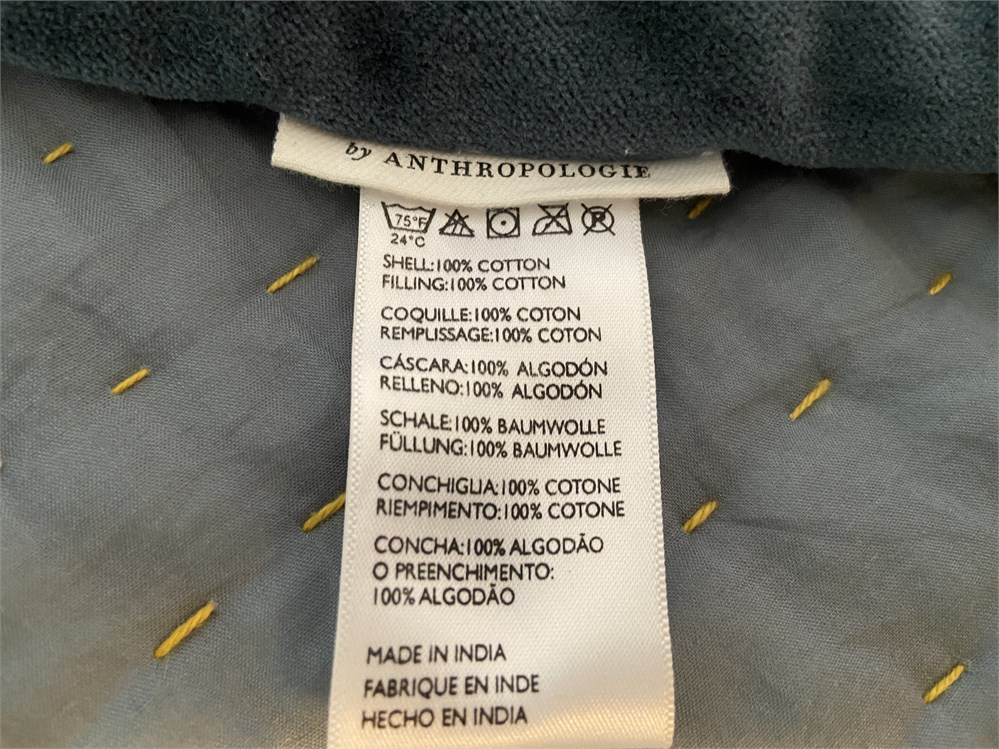 by ANTHROPOLOGIE
75°F
24°C
SHELL:100% COTTON
FILLING:100% COTTON
COQUILLE:100% COTON
REMPLISSAGE:100% COTON
CÁSCARA:100% ALGODÓN
RELLENO:100% ALGODÓN
SCHALE:100% BAUMWOLLE
FÜLLUNG:100% BAUMWOLLE
CONCHIGLIA:100% COTONE
RIEMPIMENTO:100% COTONE
CONCHA:100% ALGODÃO
O PREENCHIMENTO:
100% ALGODÃO
MADE IN INDIA
FABRIQUE EN INDE
HECHO EN INDIA